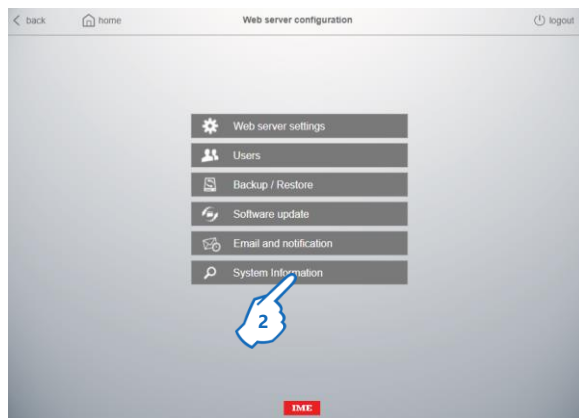 back home Web server configuration logout
Web server settings
Users
Backup / Restore
Software update
Email and notification
System Information
2
IME